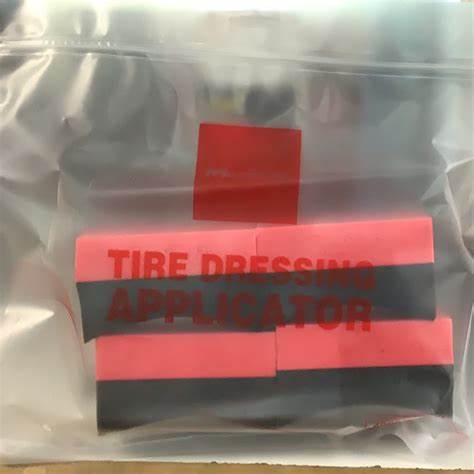 TIRE DRESSING
APPLICATOR